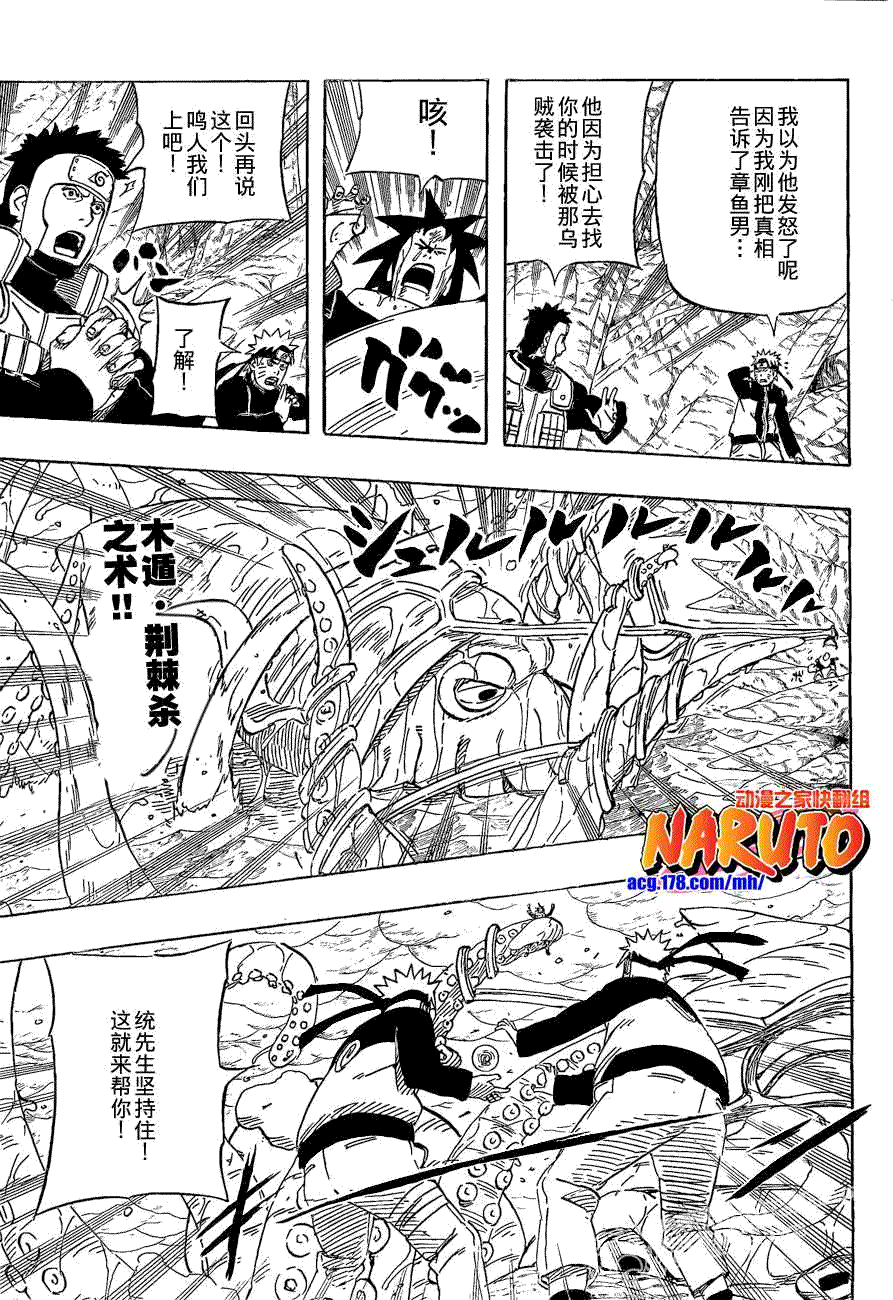 我以为他发怒了呢
因为我刚把真相
告诉了章鱼男…
他因为担心去找
你的时候被那乌
贼袭击了！
咳！
グググ…
回头再说
这个！
鸣人我们
上吧！
了解！
シュルルルルル
木遁·荆棘杀
之术!!
动漫之家快翻组
NARUTO
acg.178.com/mh/
统先生坚持住！
这就来帮你！